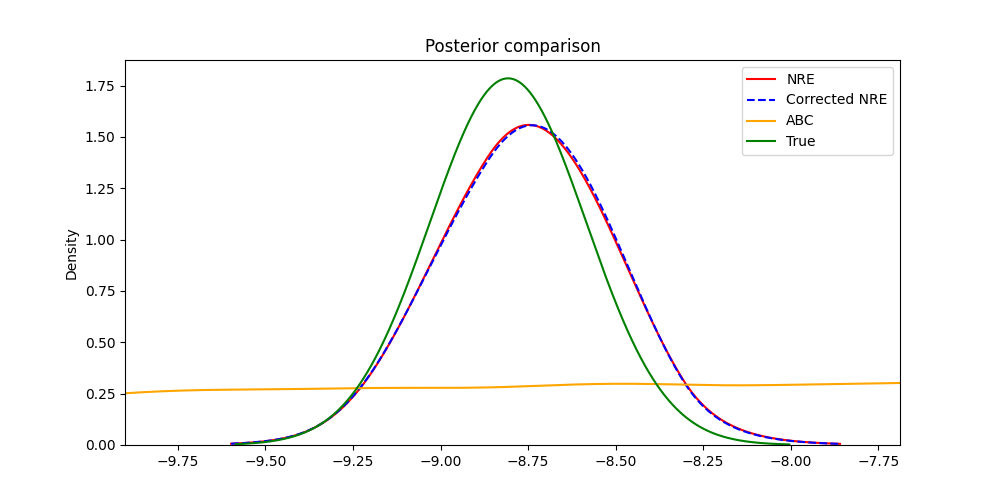 Posterior comparison
NRE
Corrected NRE
ABC
True
Density
1.75
1.50
1.25
1.00
0.75
0.50
0.25
0.00
−9.75 −9.50 −9.25 −9.00 −8.75 −8.50 −8.25 −8.00 −7.75